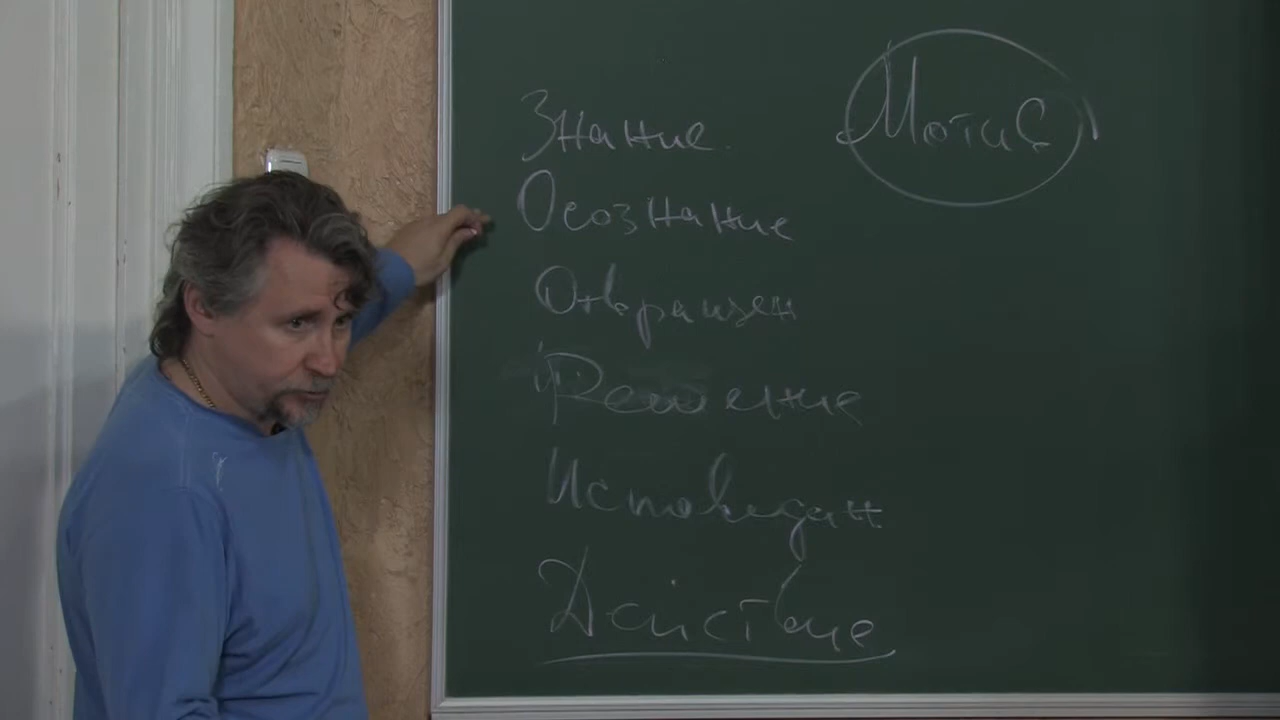 Знание.
Мотив
Осознание
Отвращен
Решение
Исповедан
Действие